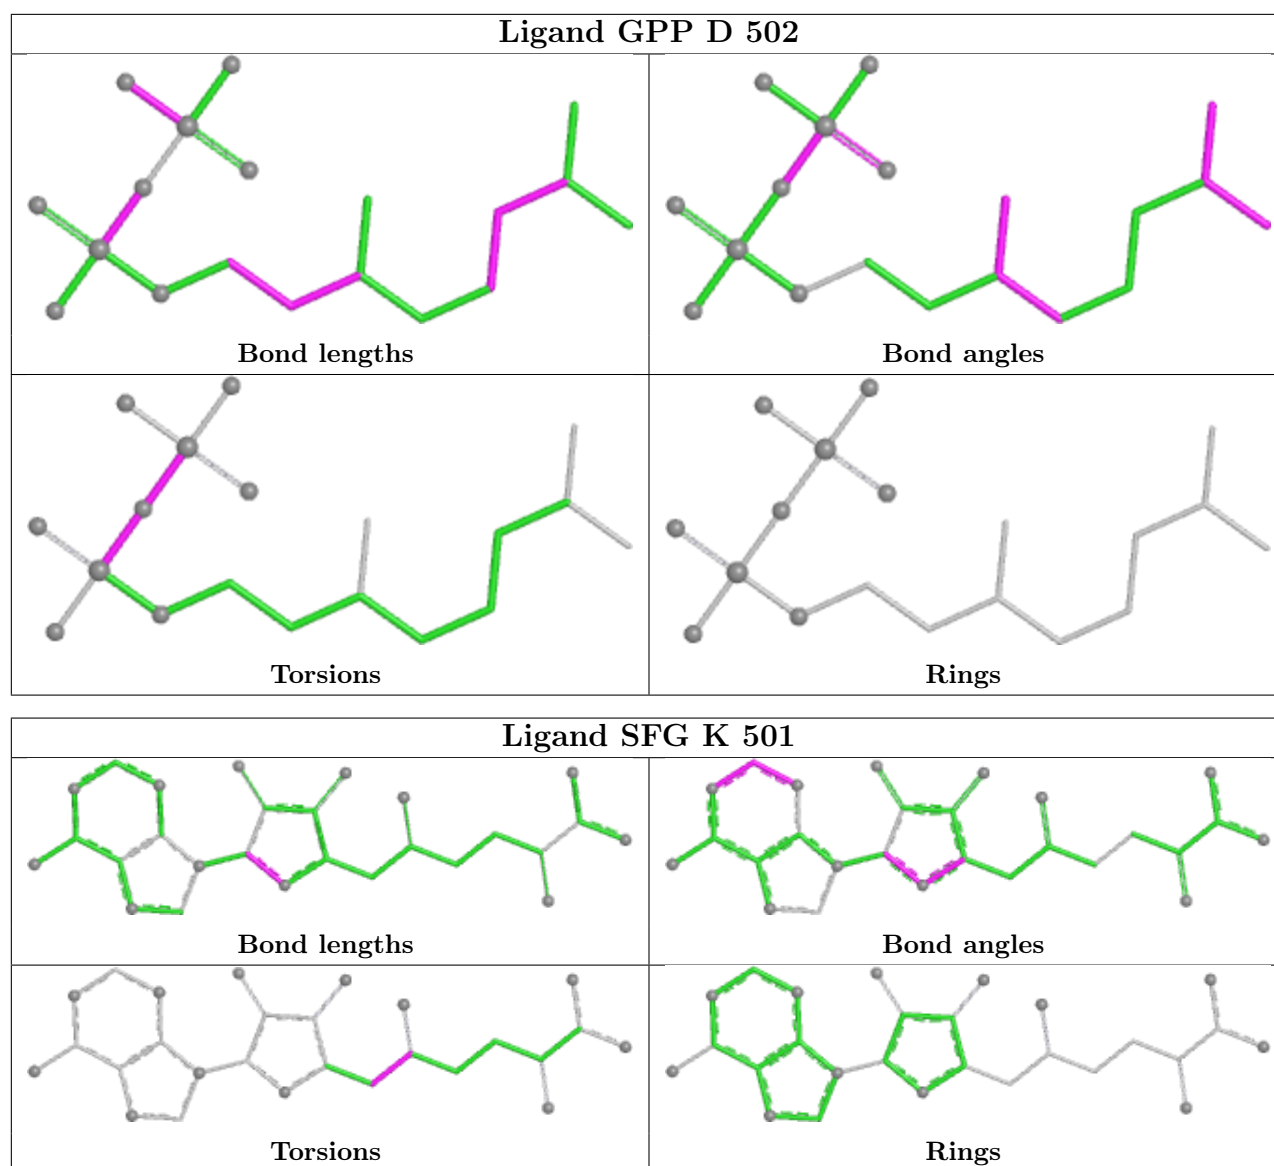 Ligand GPP D 502
Bond lengths
Bond angles
Torsions
Rings
Ligand SFG K 501
Bond lengths
Bond angles
Torsions
Rings